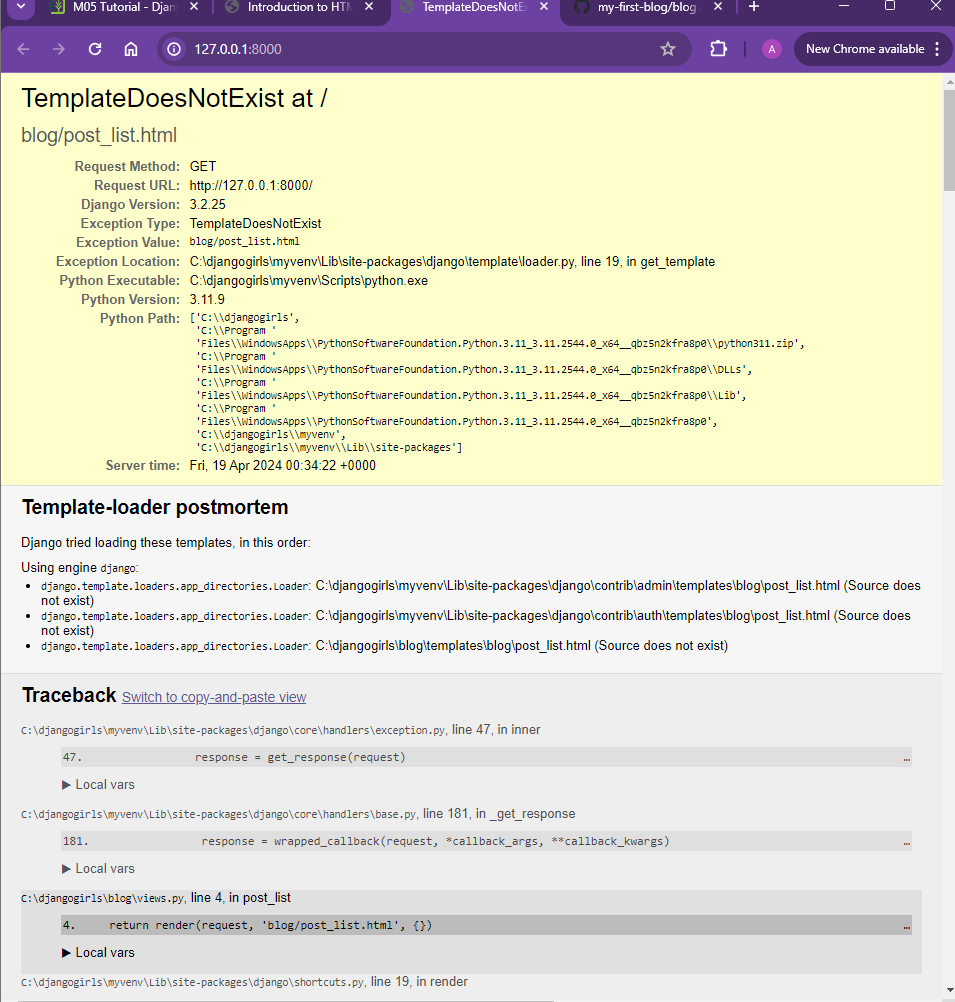 M05 Tutorial - Djan
Introduction to HTM
TemplateDoesNotE
my-first-blog/blog
127.0.0.1:8000
A
New Chrome available
TemplateDoesNotExist at /
blog/post_list.html
Request Method: GET
Request URL: http://127.0.0.1:8000/
Django Version: 3.2.25
Exception Type: TemplateDoesNotExist
Exception Value: blog/post_list.html
Exception Location: C:\djangogirls\myvenv\Lib\site-packages\django\template\loader.py, line 19, in get_template
Python Executable: C:\djangogirls\myvenv\Scripts\python.exe
Python Version: 3.11.9
Python Path: ['C:\\djangogirls',
'C:\\Program '
'Files\\WindowsApps\\PythonSoftwareFoundation.Python.3.11_3.11.2544.0_x64__qbz5n2kfra8p0\\python311.zip',
'C:\\Program '
'Files\\WindowsApps\\PythonSoftwareFoundation.Python.3.11_3.11.2544.0_x64__qbz5n2kfra8p0\\DLLs',
'C:\\Program '
'Files\\WindowsApps\\PythonSoftwareFoundation.Python.3.11_3.11.2544.0_x64__qbz5n2kfra8p0\\Lib',
'C:\\Program '
'Files\\WindowsApps\\PythonSoftwareFoundation.Python.3.11_3.11.2544.0_x64__qbz5n2kfra8p0',
'C:\\djangogirls\\myvenv',
'C:\\djangogirls\\myvenv\\Lib\\site-packages']
Server time: Fri, 19 Apr 2024 00:34:22 +0000
Template-loader postmortem
Django tried loading these templates, in this order:
Using engine django:
• django.template.loaders.app_directories.Loader: C:\djangogirls\myvenv\Lib\site-packages\django\contrib\admin\templates\blog\post_list.html (Source does
not exist)
• django.template.loaders.app_directories.Loader: C:\djangogirls\myvenv\Lib\site-packages\django\contrib\auth\templates\blog\post_list.html (Source does
not exist)
• django.template.loaders.app_directories.Loader: C:\djangogirls\blog\templates\blog\post_list.html (Source does not exist)
Traceback Switch to copy-and-paste view
C:\djangogirls\myvenv\Lib\site-packages\django\core\handlers\exception.py, line 47, in inner
47. response = get_response(request) …
▶ Local vars
C:\djangogirls\myvenv\Lib\site-packages\django\core\handlers\base.py, line 181, in _get_response
181. response = wrapped_callback(request, *callback_args, **callback_kwargs) …
▶ Local vars
C:\djangogirls\blog\views.py, line 4, in post_list
4. return render(request, 'blog/post_list.html', {}) …
▶ Local vars
C:\djangogirls\myvenv\Lib\site-packages\django\shortcuts.py, line 19, in render